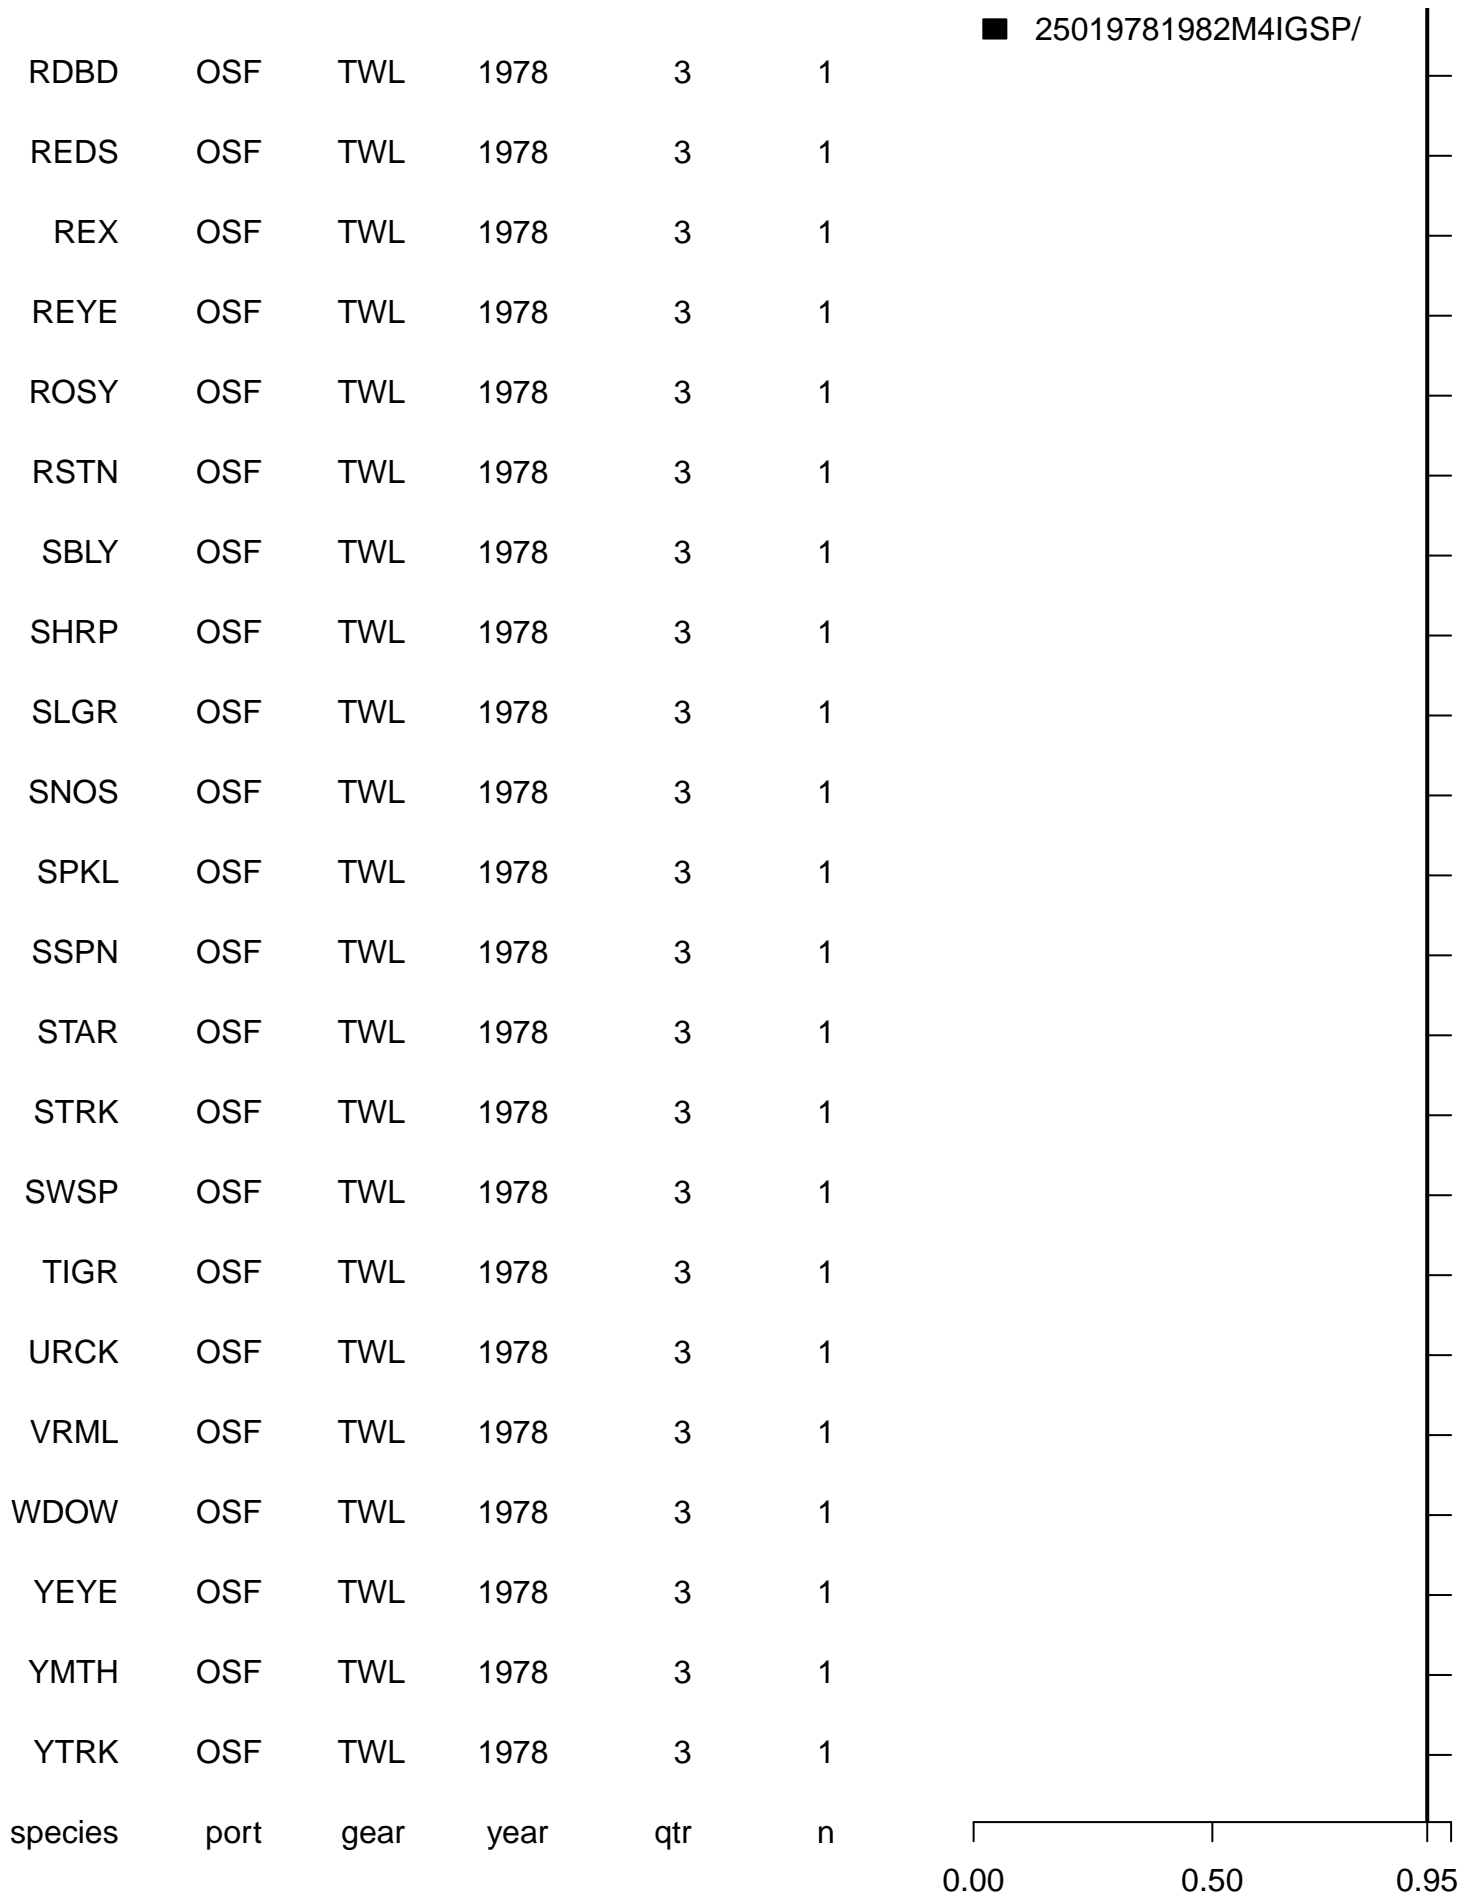 25019781982M4IGSP/
RDBD OSF TWL 1978 3 1
REDS OSF TWL 1978 3 1
REX OSF TWL 1978 3 1
REYE OSF TWL 1978 3 1
ROSY OSF TWL 1978 3 1
RSTN OSF TWL 1978 3 1
SBLY OSF TWL 1978 3 1
SHRP OSF TWL 1978 3 1
SLGR OSF TWL 1978 3 1
SNOS OSF TWL 1978 3 1
SPKL OSF TWL 1978 3 1
SSPN OSF TWL 1978 3 1
STAR OSF TWL 1978 3 1
STRK OSF TWL 1978 3 1
SWSP OSF TWL 1978 3 1
TIGR OSF TWL 1978 3 1
URCK OSF TWL 1978 3 1
VRML OSF TWL 1978 3 1
WDOW OSF TWL 1978 3 1
YEYE OSF TWL 1978 3 1
YMTH OSF TWL 1978 3 1
YTRK OSF TWL 1978 3 1
species port gear year qtr n
0.00 0.50 0.95